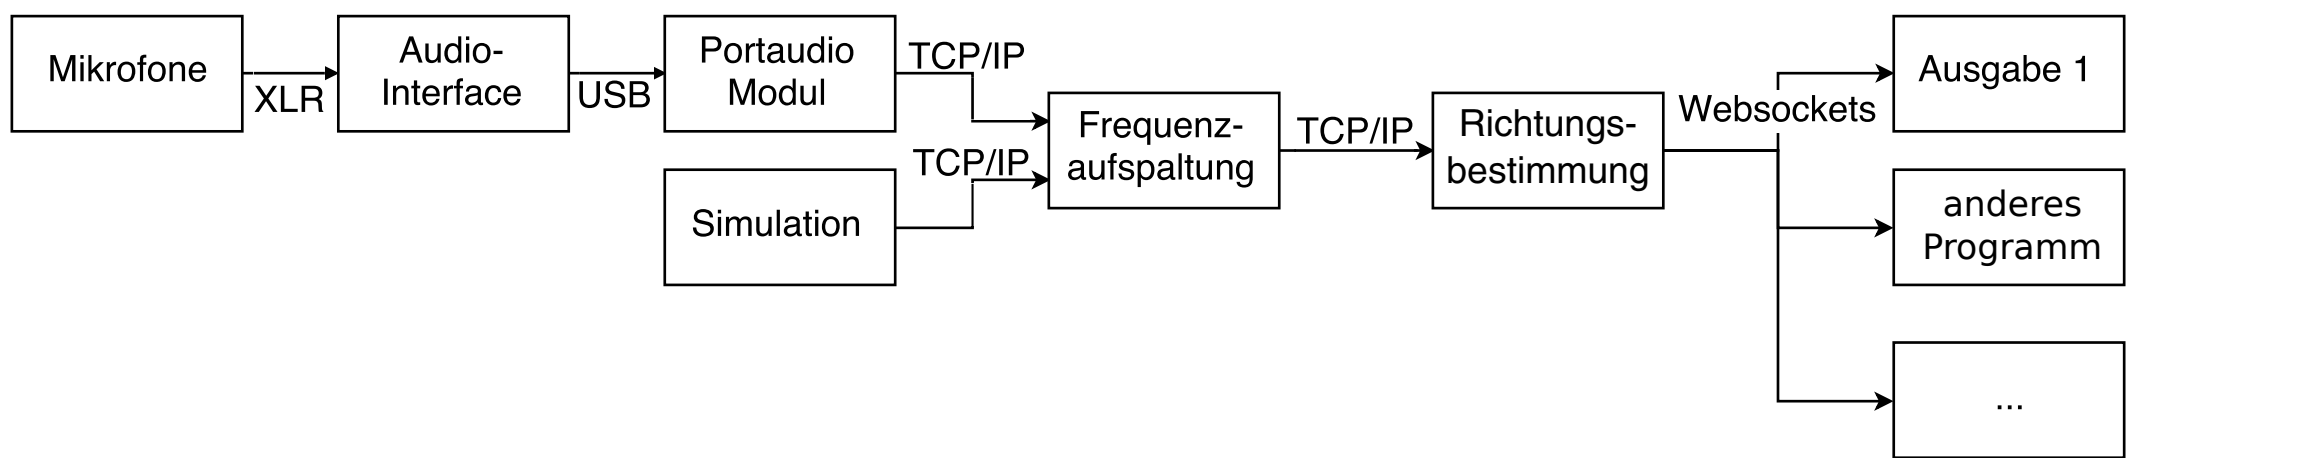 Mikrofone
XLR
Audio-
Interface
USB
Portaudio
Modul
TCP/IP
Simulation
TCP/IP
Frequenz-
aufspaltung
TCP/IP
Richtungs-
bestimmung
Websockets
Ausgabe 1
anderes
Programm
...